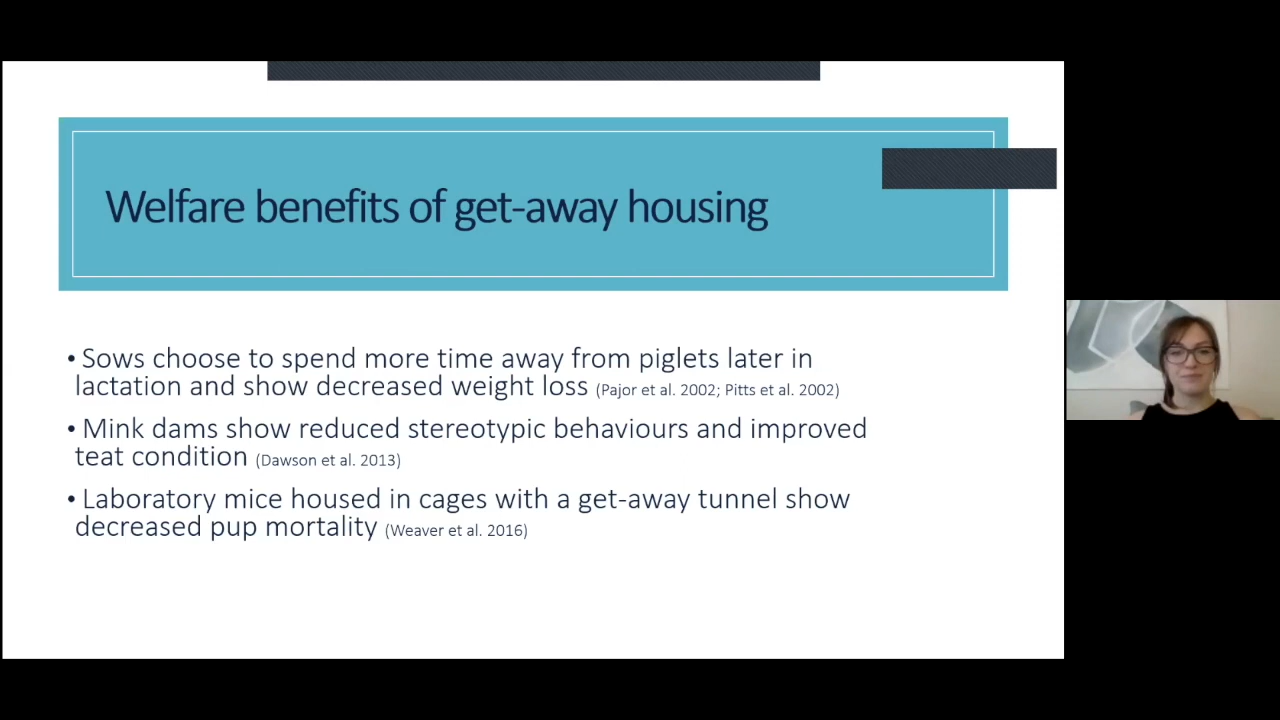 Welfare benefits of get-away housing
• Sows choose to spend more time away from piglets later in
lactation and show decreased weight loss (Pajor et al. 2002; Pitts et al. 2002)
• Mink dams show reduced stereotypic behaviours and improved
teat condition (Dawson et al. 2013)
• Laboratory mice housed in cages with a get-away tunnel show
decreased pup mortality (Weaver et al. 2016)